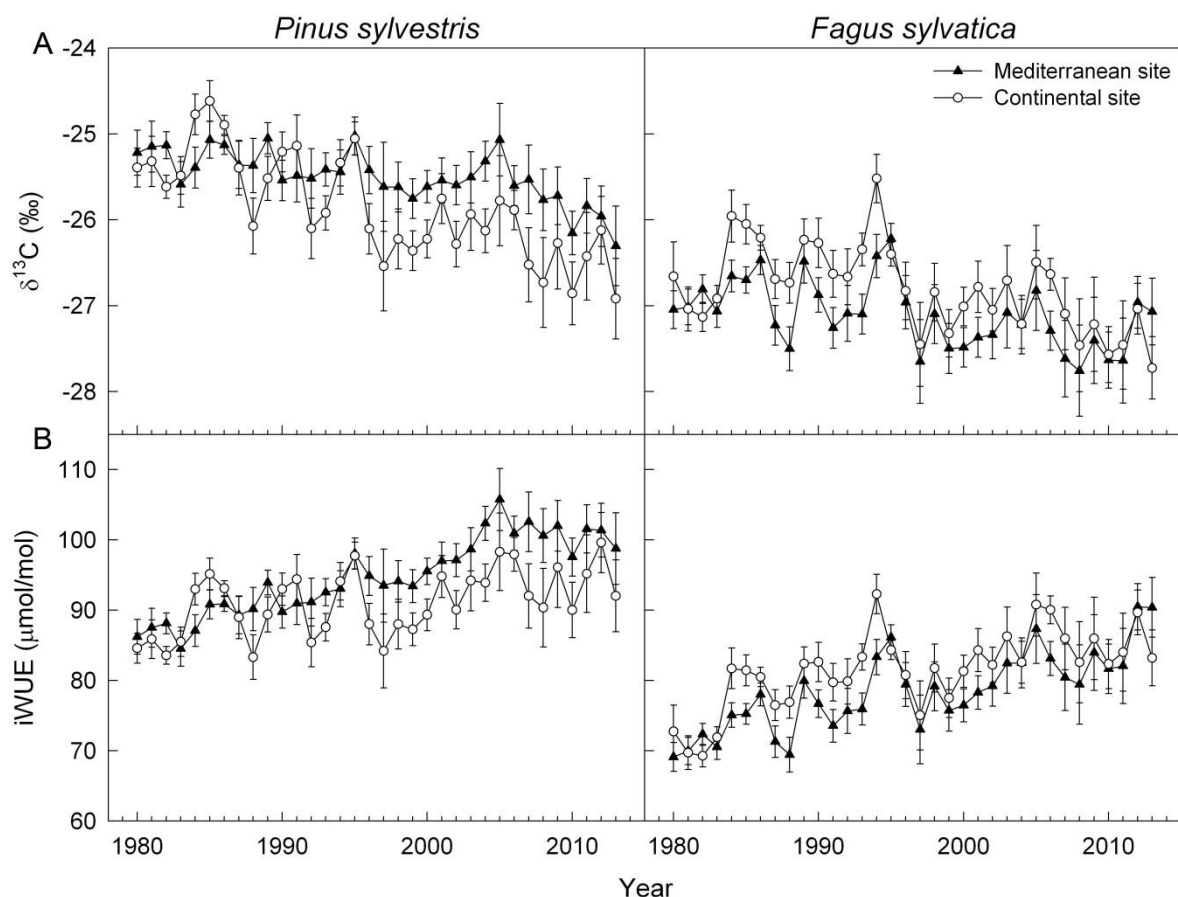 Pinus sylvestris Fagus sylvatica
A
-24
Mediterranean site
Continental site
-25
-26
-27
-28
δ13C (‰)
B
110
100
90
80
70
60
iWUE (µmol/mol)
1980 1990 2000 2010 1980 1990 2000 2010
Year